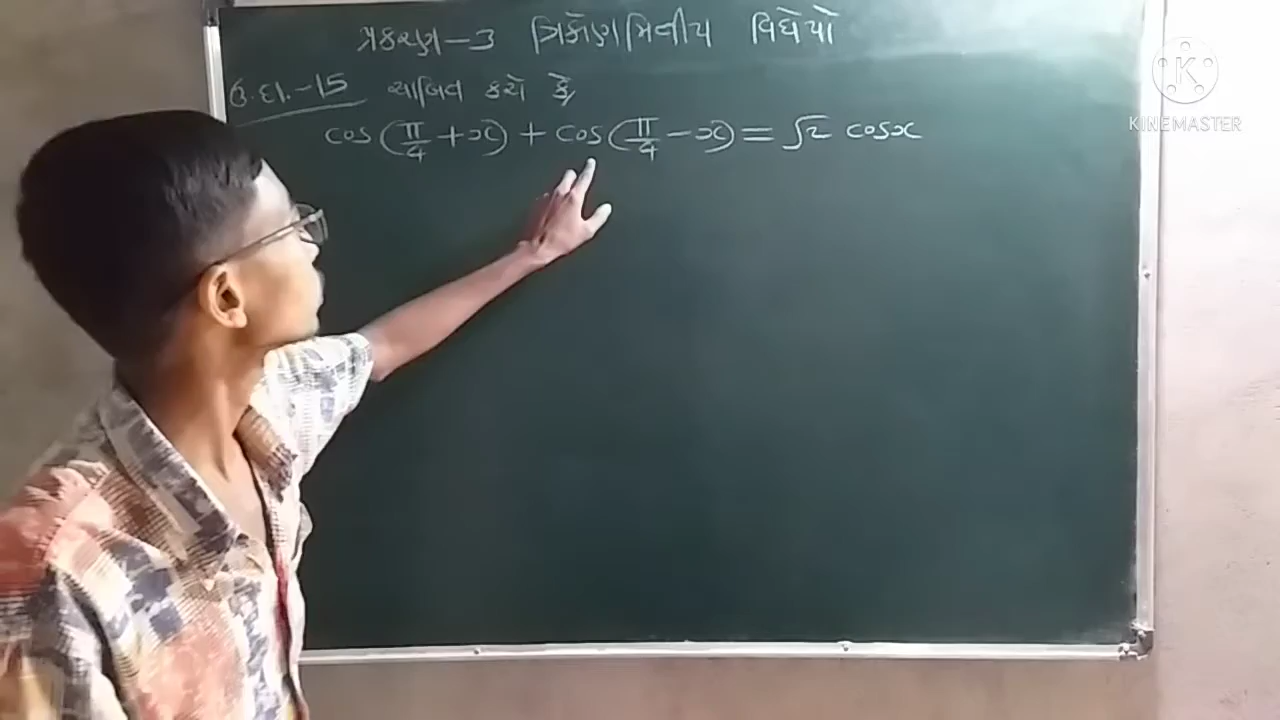 પ્રકરણ-3 ત્રિકોણમિતીય વિધેયો
ઉ.દા.-15 સાબિત કરો કે,
cos(π/4 + x) + cos(π/4 - x) = √2 cosx
K
KINEMASTER